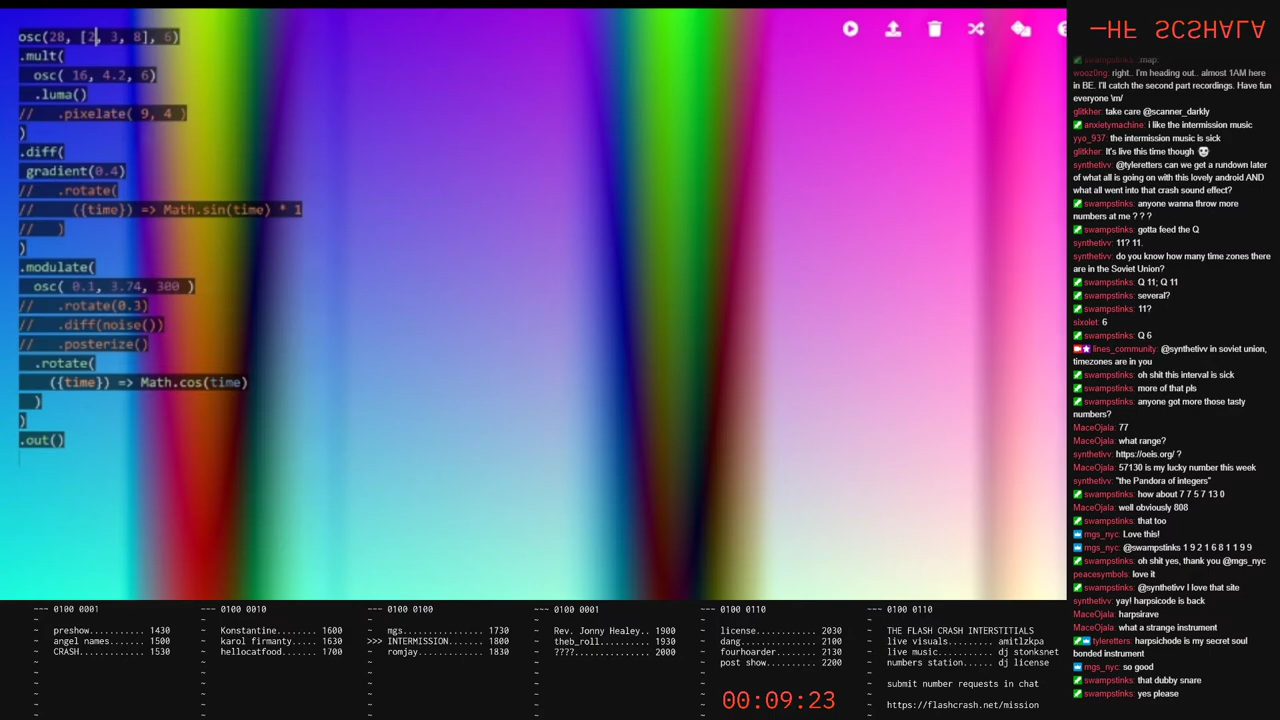 osc(28, [2, 3, 8], 6)
.mult(
osc( 16, 4.2, 6)
.luma()
// .pixelate( 9, 4 )
)
.diff(
gradient(0.4)
// .rotate(
// ({time}) => Math.sin(time) * 1
// )
)
.modulate(
osc( 0.1, 3.74, 300 )
// .rotate(0.3)
// .diff(noise())
// .posterize()
.rotate(
({time}) => Math.cos(time)
)
)
.out()
swampstinks: :map:
woozüng: right.. I'm heading out.. almost 1AM here
in BE. I'll catch the second part recordings. Have fun
everyone \m/
glitkher: take care @scanner_darkly
anxietymachine: i like the intermission music
yyo_937: the intermission music is sick
glitkher: It's live this time though
synthetivv: @tyleretters can we get a rundown later
of what all is going on with this lovely android AND
what all went into that crash sound effect?
swampstinks: anyone wanna throw more
numbers at me ? ? ?
swampstinks: gotta feed the Q
synthetivv: 11? 11.
synthetivv: do you know how many time zones there
are in the Soviet Union?
swampstinks: Q 11; Q 11
swampstinks: several?
swampstinks: 11?
sixolet: 6
swampstinks: Q 6
lines_community: @synthetivv in soviet union,
timezones are in you
swampstinks: oh shit this interval is sick
swampstinks: more of that pls
swampstinks: anyone got more those tasty
numbers?
MaceOjala: 77
MaceOjala: what range?
synthetivv: https://oeis.org/ ?
MaceOjala: 57130 is my lucky number this week
synthetivv: "the Pandora of integers"
swampstinks: how about 7 7 5 7 13 0
MaceOjala: well obviously 808
swampstinks: that too
mgs_nyc: Love this!
mgs_nyc: @swampstinks 1 9 2 1 6 8 1 1 9 9
swampstinks: oh shit yes, thank you @mgs_nyc
peacesymbols: love it
swampstinks: @synthetivv I love that site
synthetivv: yay! harpsicode is back
MaceOjala: harpsirave
MaceOjala: what a strange instrument
tyleretters: harpsichode is my secret soul
bonded instrument
mgs_nyc: so good
swampstinks: that dubby snare
swampstinks: yes please
~~~ 0100 0001
preshow.......... 1430
angel names...... 1500
CRASH............ 1530
~~~ 0100 0010
Konstantine....... 1600
karol firmanty.... 1630
hellocatfood...... 1700
~~~ 0100 0100
mgs............... 1730
>>> INTERMISSION...... 1800
romjay............ 1830
~~~ 0100 0001
Rev. Jonny Healey.. 1900
theb_roll......... 1930
????.............. 2000
~~~ 0100 0110
license........... 2030
dang.............. 2100
fourhoarder....... 2130
post show......... 2200
00:09:23
~~~ 0100 0110
THE FLASH CRASH INTERSTITIALS
live visuals..... amitlzkpa
live music....... dj stonksnet
numbers station...... dj license
submit number requests in chat
https://flashcrash.net/mission